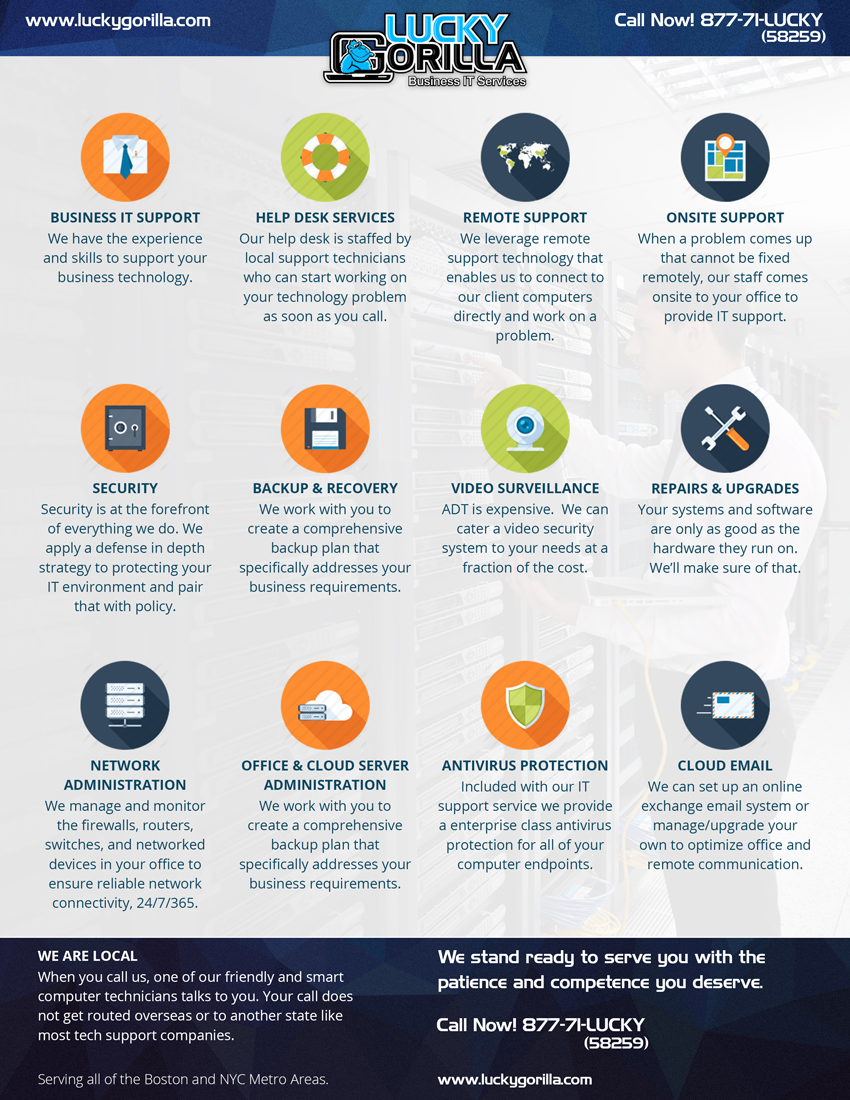 www.luckygorilla.com
LUCKY
GORILLA
Business IT Services
Call Now! 877-71-LUCKY
(58259)
BUSINESS IT SUPPORT
We have the experience
and skills to support your
business technology.
HELP DESK SERVICES
Our help desk is staffed by
local support technicians
who can start working on
your technology problem
as soon as you call.
REMOTE SUPPORT
We leverage remote
support technology that
enables us to connect to
our client computers
directly and work on a
problem.
ONSITE SUPPORT
When a problem comes up
that cannot be fixed
remotely, our staff comes
onsite to your office to
provide IT support.
SECURITY
Security is at the forefront
of everything we do. We
apply a defense in depth
strategy to protecting your
IT environment and pair
that with policy.
BACKUP & RECOVERY
We work with you to
create a comprehensive
backup plan that
specifically addresses your
business requirements.
VIDEO SURVEILLANCE
ADT is expensive. We can
cater a video security
system to your needs at a
fraction of the cost.
REPAIRS & UPGRADES
Your systems and software
are only as good as the
hardware they run on.
We'll make sure of that.
NETWORK
ADMINISTRATION
We manage and monitor
the firewalls, routers,
switches, and networked
devices in your office to
ensure reliable network
connectivity, 24/7/365.
OFFICE & CLOUD SERVER
ADMINISTRATION
We work with you to
create a comprehensive
backup plan that
specifically addresses your
business requirements.
ANTIVIRUS PROTECTION
Included with our IT
support service we provide
a enterprise class antivirus
protection for all of your
computer endpoints.
CLOUD EMAIL
We can set up an online
exchange email system or
manage/upgrade your
own to optimize office and
remote communication.
WE ARE LOCAL
When you call us, one of our friendly and smart
computer technicians talks to you. Your call does
not get routed overseas or to another state like
most tech support companies.
Serving all of the Boston and NYC Metro Areas.
We stand ready to serve you with the
patience and competence you deserve.
Call Now! 877-71-LUCKY
(58259)
www.luckygorilla.com